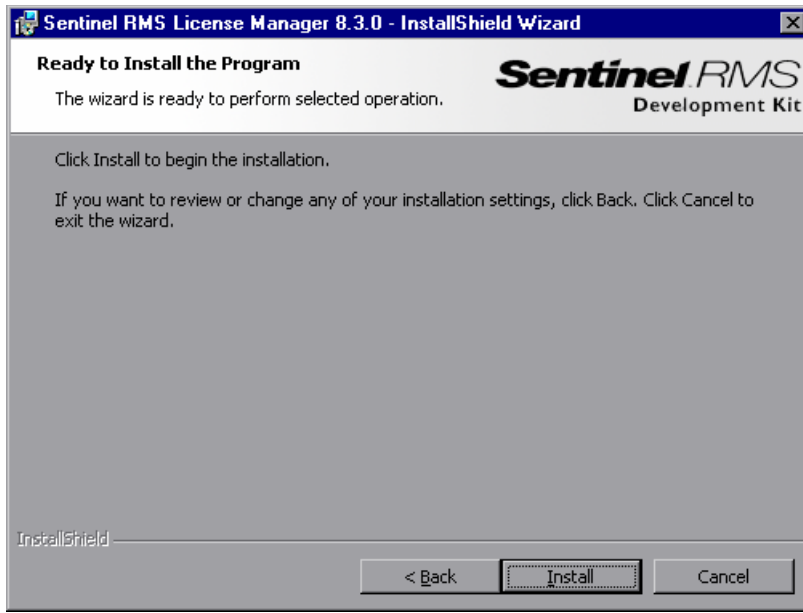 Sentinel RMS License Manager 8.3.0 - InstallShield Wizard
Ready to Install the Program
The wizard is ready to perform selected operation.
Sentinel RMS
Development Kit
Click Install to begin the installation.
If you want to review or change any of your installation settings, click Back. Click Cancel to
exit the wizard.
InstallShield
< Back
Install
Cancel